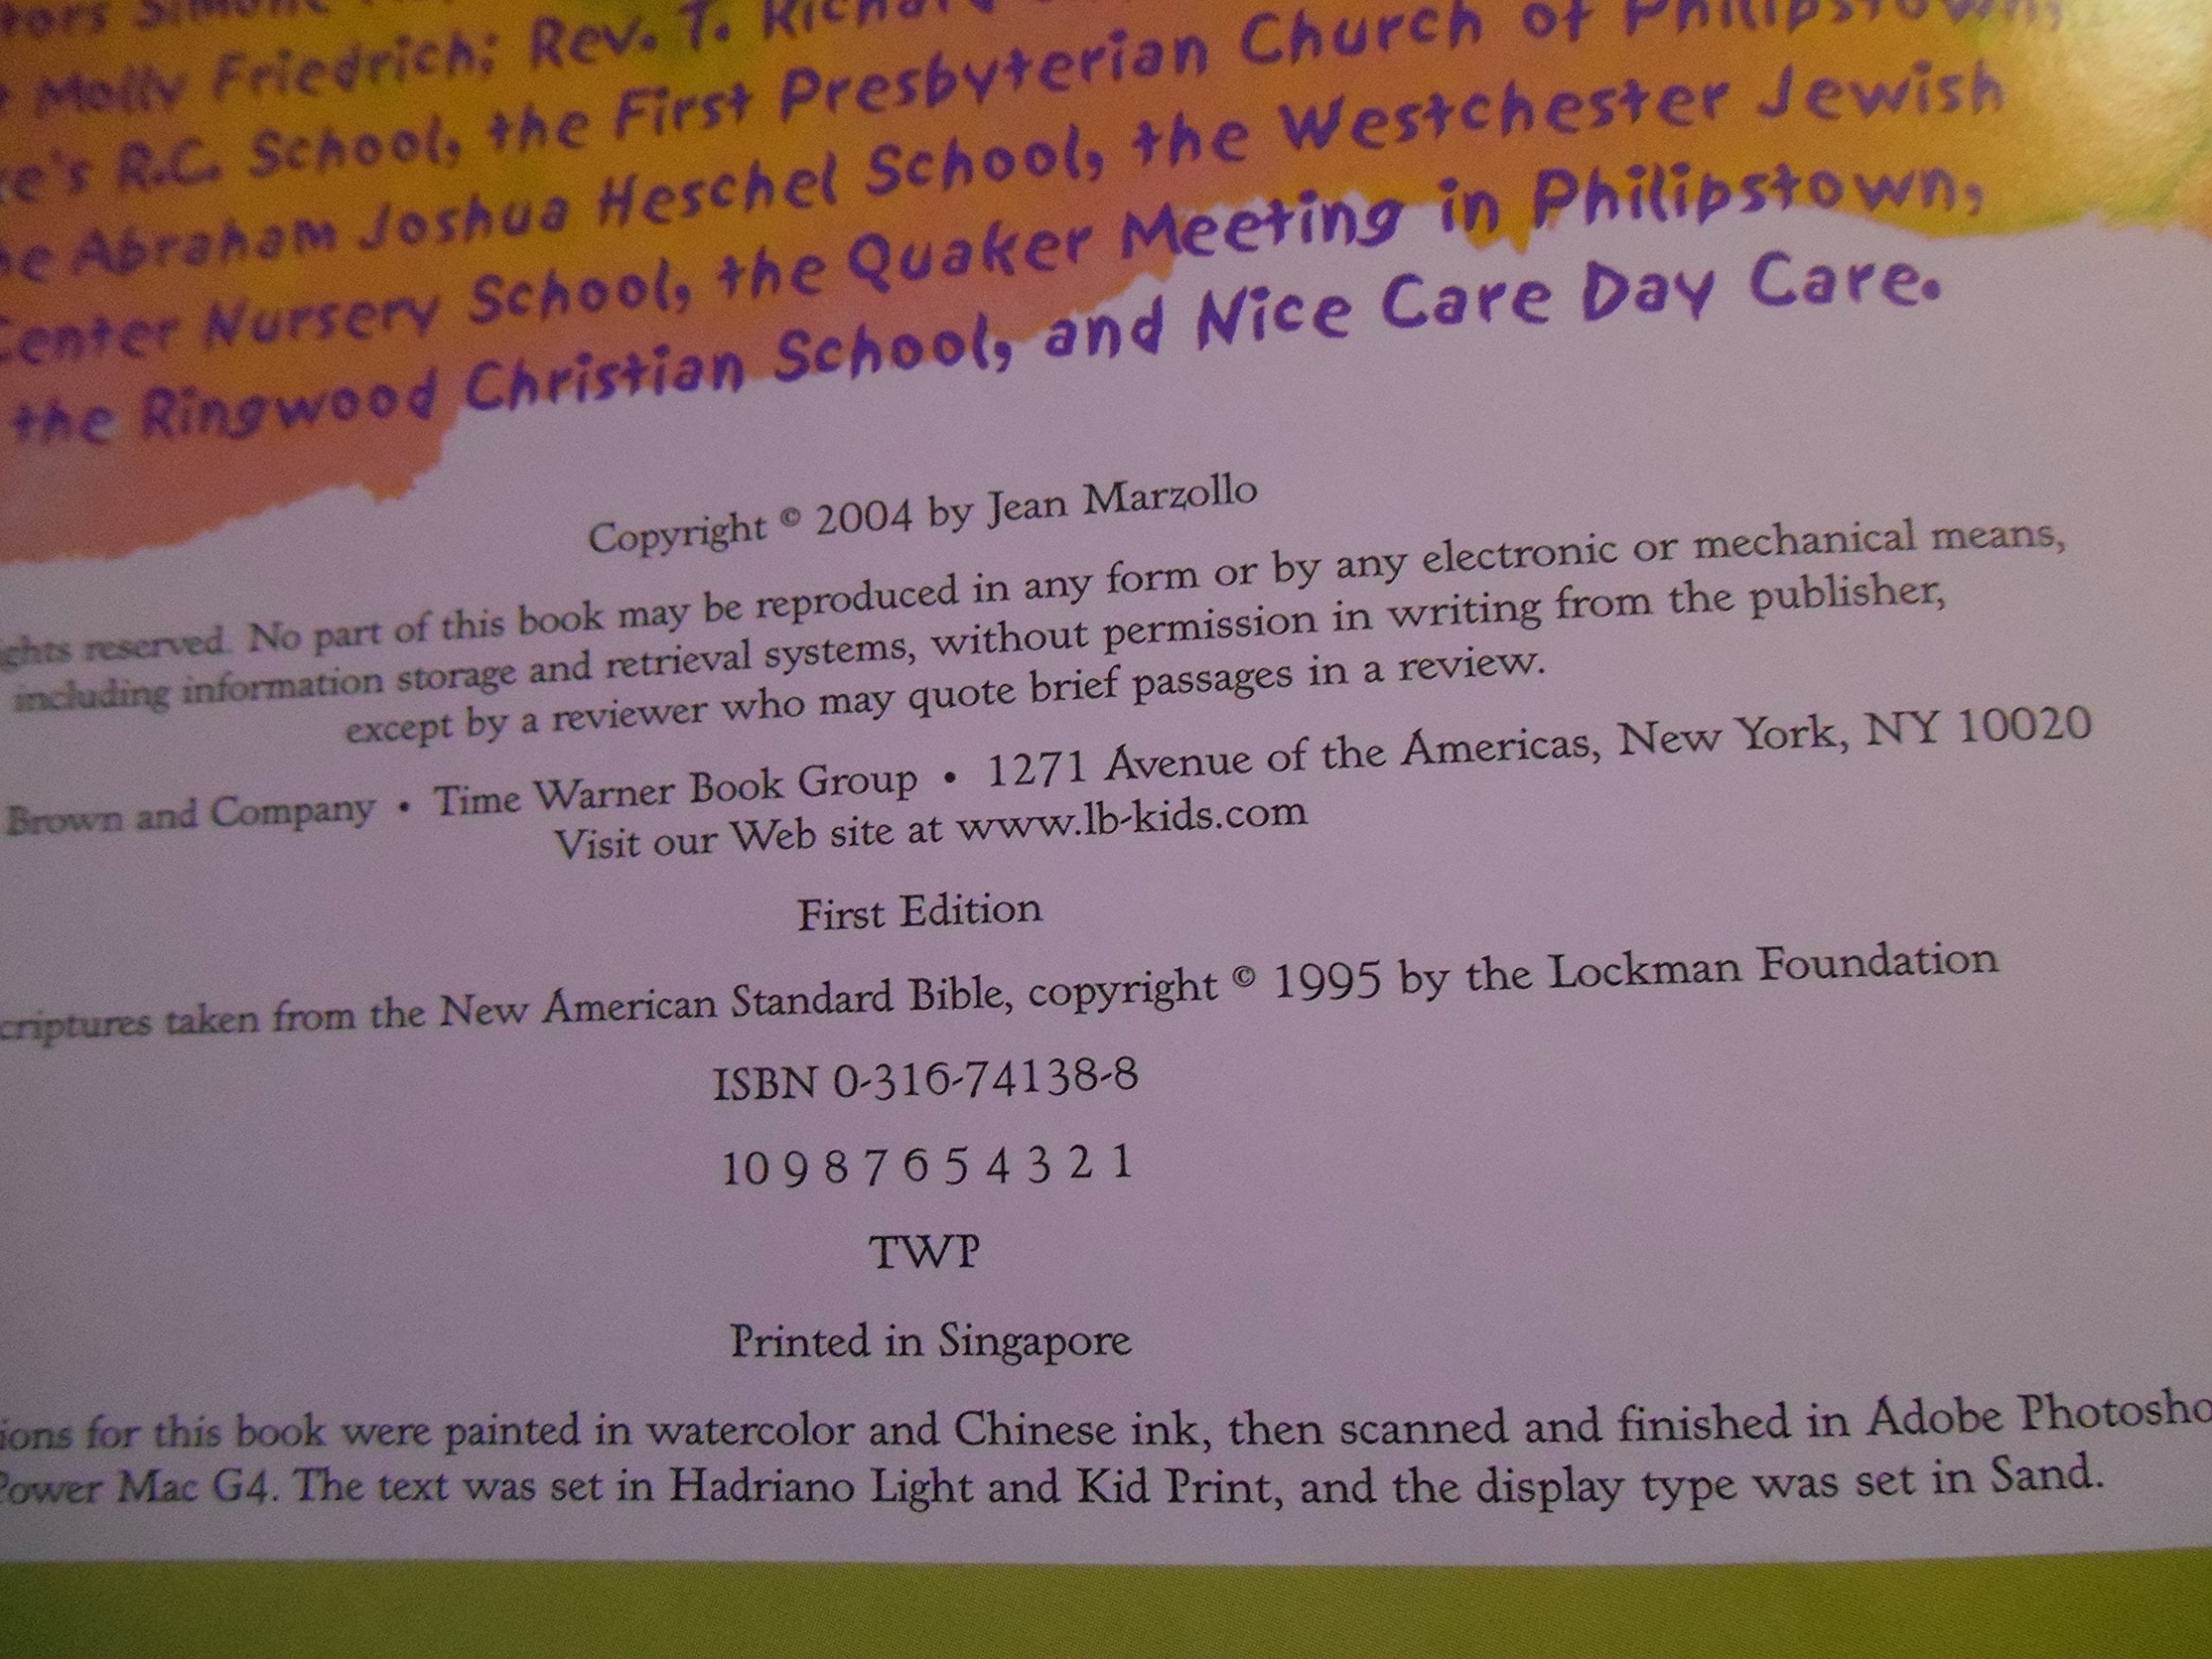 Molly Friedrich; Rev. T. Richard
R.C. School, the First Presbyterian Church of Philipstown,
Abraham Joshua Heschel School, the Westchester Jewish
Center Nursery School, the Quaker Meeting in Philipstown,
the Ringwood Christian School, and Nice Care Day Care.
Copyright © 2004 by Jean Marzollo
ghts reserved. No part of this book may be reproduced in any form or by any electronic or mechanical means,
including information storage and retrieval systems, without permission in writing from the publisher,
except by a reviewer who may quote brief passages in a review.
Brown and Company • Time Warner Book Group • 1271 Avenue of the Americas, New York, NY 10020
Visit our Web site at www.lb-kids.com
First Edition
criptures taken from the New American Standard Bible, copyright © 1995 by the Lockman Foundation
ISBN 0-316-74138-8
10 9 8 7 6 5 4 3 2 1
TWP
Printed in Singapore
ions for this book were painted in watercolor and Chinese ink, then scanned and finished in Adobe Photosho
Power Mac G4. The text was set in Hadriano Light and Kid Print, and the display type was set in Sand.